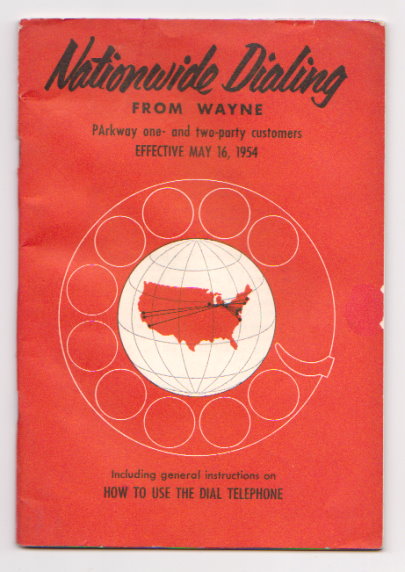 Nationwide Dialing
FROM WAYNE
PArkway one- and two-party customers
EFFECTIVE MAY 16, 1954
Including general instructions on
HOW TO USE THE DIAL TELEPHONE